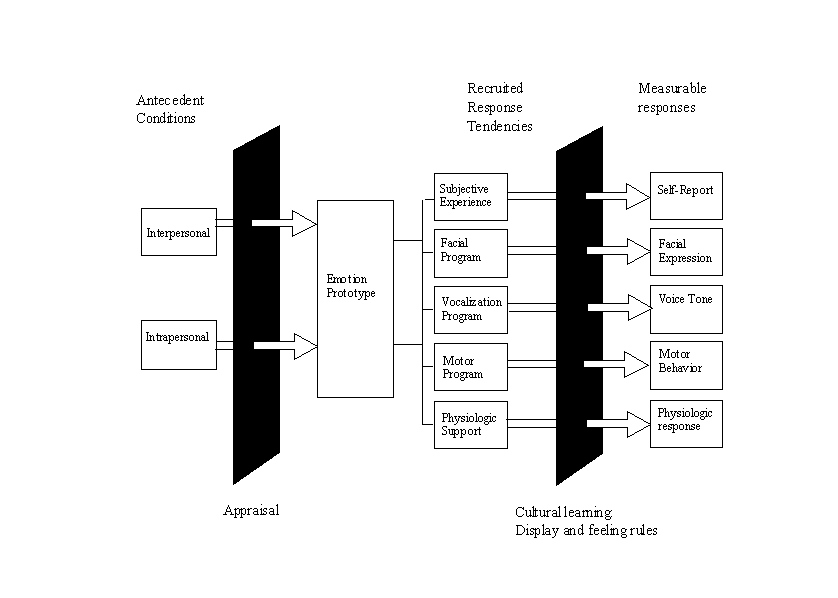 Antecedent
Conditions
Recruited
Response
Tendencies
Measurable
responses
Interpersonal
Intrapersonal
Emotion
Prototype
Subjective
Experience
Facial
Program
Vocalization
Program
Motor
Program
Physiologic
Support
Self-Report
Facial
Expression
Voice Tone
Motor
Behavior
Physiologic
response
Appraisal
Cultural learning
Display and feeling rules